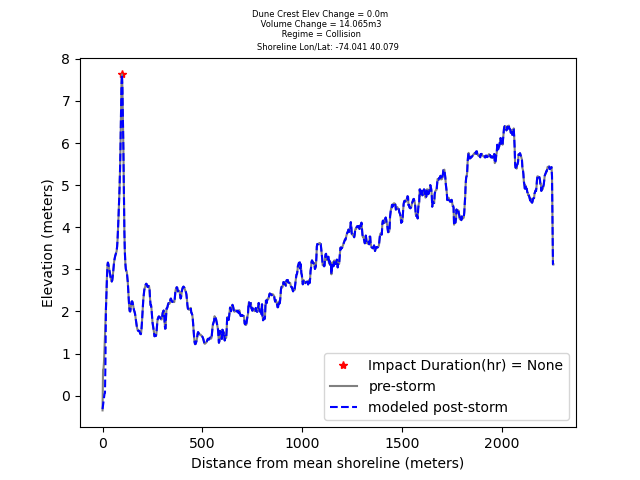 Dune Crest Elev Change = 0.0m
Volume Change = 14.065m3
Regime = Collision
Shoreline Lon/Lat: -74.041 40.079
8
7
6
5
4
3
2
1
0
Elevation (meters)
Impact Duration(hr) = None
pre-storm
modeled post-storm
0 500 1000 1500 2000
Distance from mean shoreline (meters)